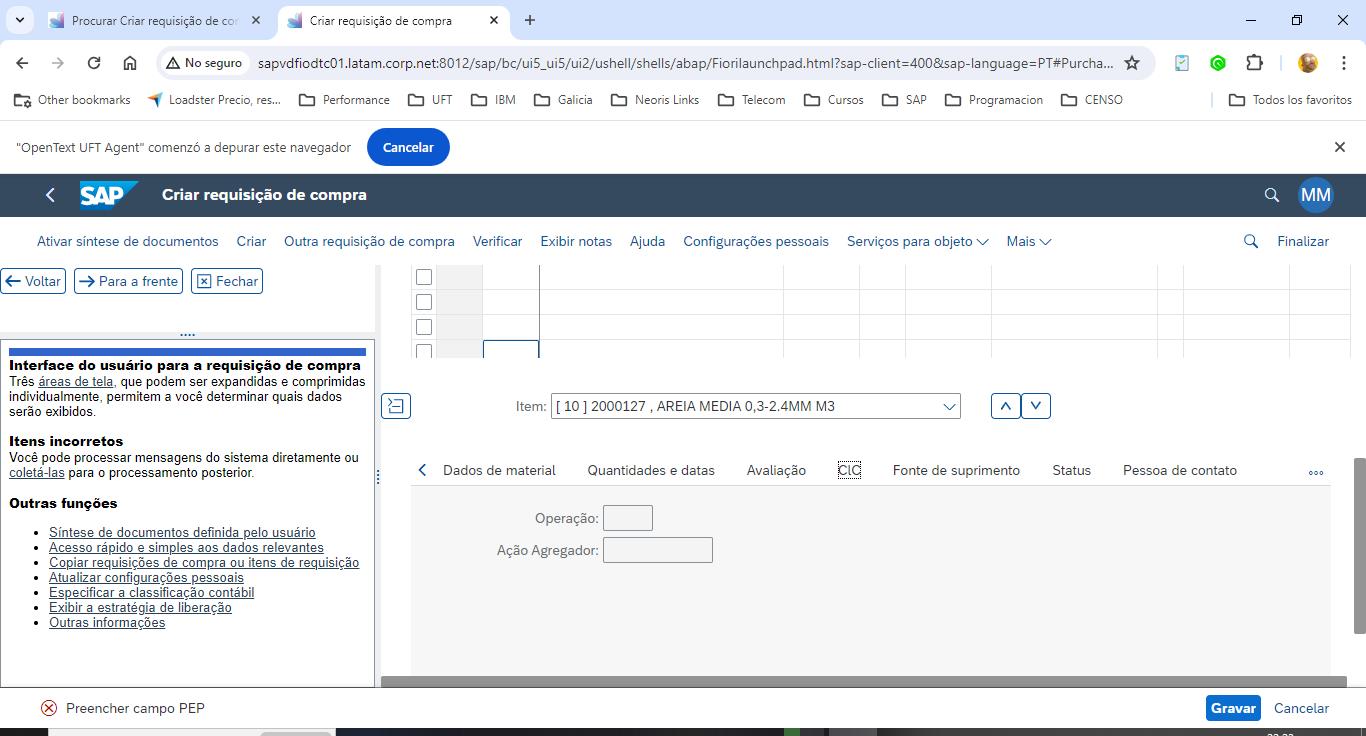 Procurar Criar requisição de co
Criar requisição de compra
No seguro
sapvdfiodtc01.latam.corp.net:8012/sap/bc/ui5_ui5/ui2/ushell/shells/abap/Fiorilaunchpad.html?sap-client=400&sap-language=PT#Purcha...
Other bookmarks
Loadster Precio, res...
Performance
UFT
IBM
Galicia
Neoris Links
Telecom
Cursos
SAP
Programacion
CENSO
Todos los favoritos
"OpenText UFT Agent" comenzó a depurar este navegador
Cancelar
SAP
Criar requisição de compra
MM
Ativar síntese de documentos
Criar
Outra requisição de compra
Verificar
Exibir notas
Ajuda
Configurações pessoais
Serviços para objeto
Mais
Finalizar
Voltar
Para a frente
Fechar
Interface do usuário para a requisição de compra
Três áreas de tela, que podem ser expandidas e comprimidas
individualmente, permitem a você determinar quais dados
serão exibidos.
Itens incorretos
Você pode processar mensagens do sistema diretamente ou
coletá-las para o processamento posterior.
Outras funções
Síntese de documentos definida pelo usuário
Acesso rápido e simples aos dados relevantes
Copiar requisições de compra ou itens de requisição
Atualizar configurações pessoais
Especificar a classificação contábil
Exibir a estratégia de liberação
Outras informações
Item:
[ 10 ] 2000127 , AREIA MEDIA 0,3-2.4MM M3
Dados de material
Quantidades e datas
Avaliação
ClC
Fonte de suprimento
Status
Pessoa de contato
Operação:
Ação Agregador:
Preencher campo PEP
Gravar
Cancelar